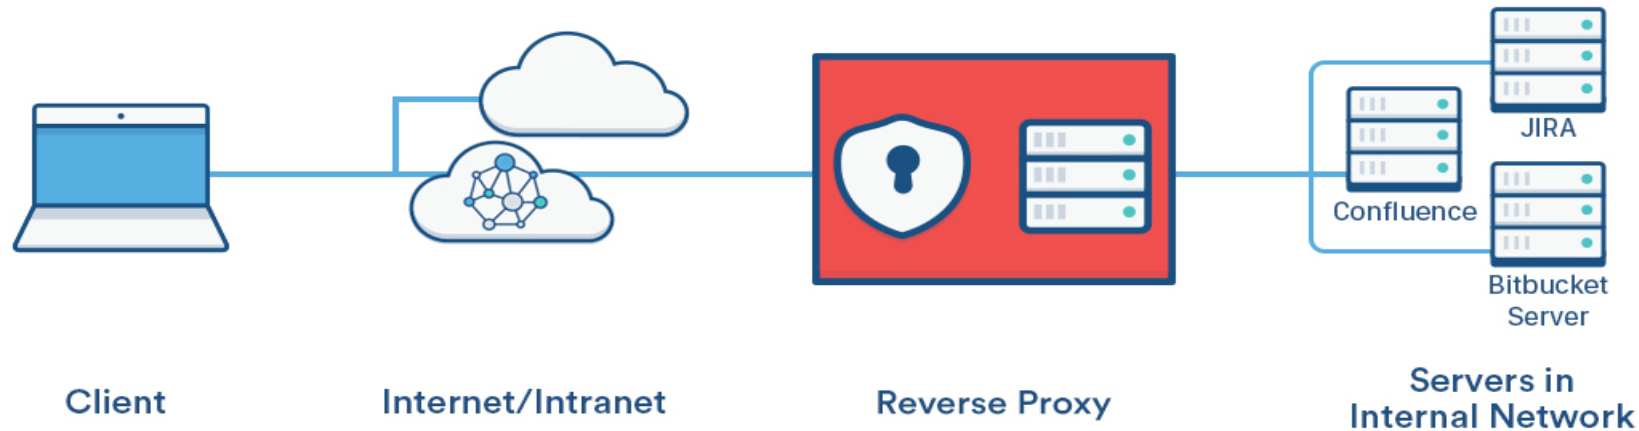 JIRA
Confluence
Bitbucket
Server
Client
Internet/Intranet
Reverse Proxy
Servers in
Internal Network